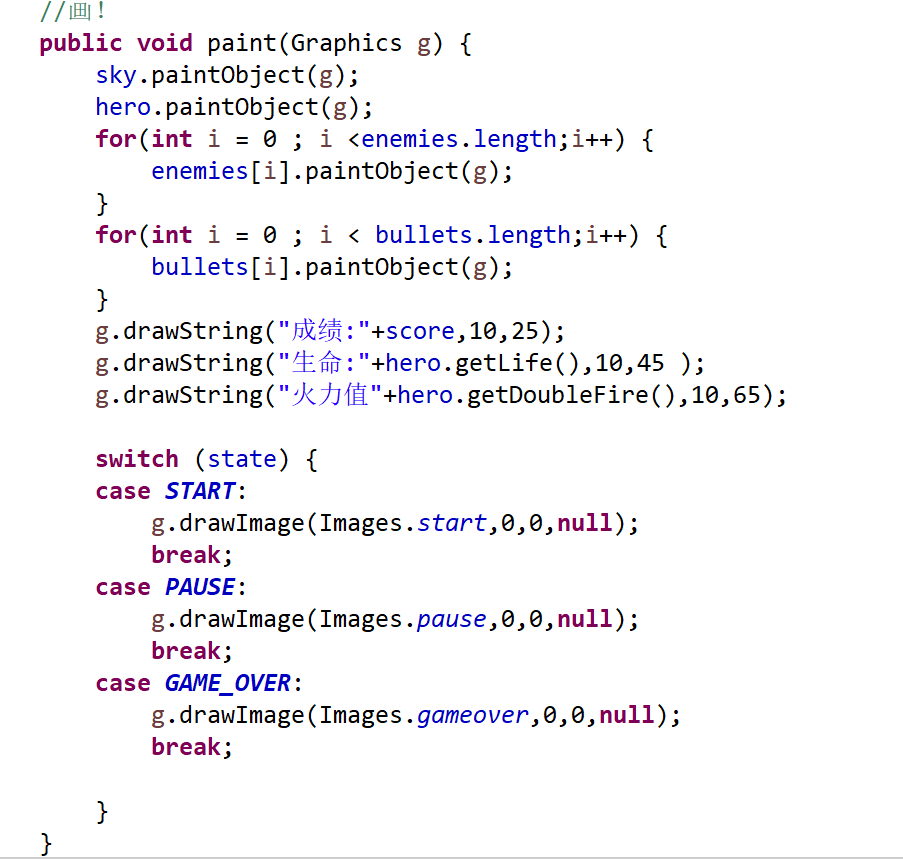 //画!
public void paint(Graphics g) {
sky.paintObject(g);
hero.paintObject(g);
for(int i = 0 ; i <enemies.length;i++) {
enemies[i].paintObject(g);
}
for(int i = 0 ; i < bullets.length;i++) {
bullets[i].paintObject(g);
}
g.drawString("成绩:"+score,10,25);
g.drawString("生命:"+hero.getLife(),10,45 );
g.drawString("火力值"+hero.getDoubleFire(),10,65);
switch (state) {
case START:
g.drawImage(Images.start,0,0,null);
break;
case PAUSE:
g.drawImage(Images.pause,0,0,null);
break;
case GAME_OVER:
g.drawImage(Images.gameover,0,0,null);
break;
}
}